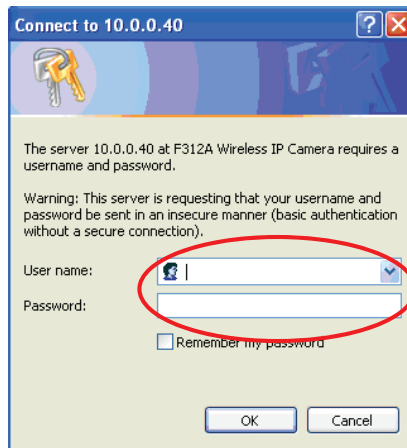 Connect to 10.0.0.40
The server 10.0.0.40 at F312A Wireless IP Camera requires a
username and password.
Warning: This server is requesting that your username and
password be sent in an insecure manner (basic authentication
without a secure connection).
User name:
Password:
Remember my password
OK Cancel